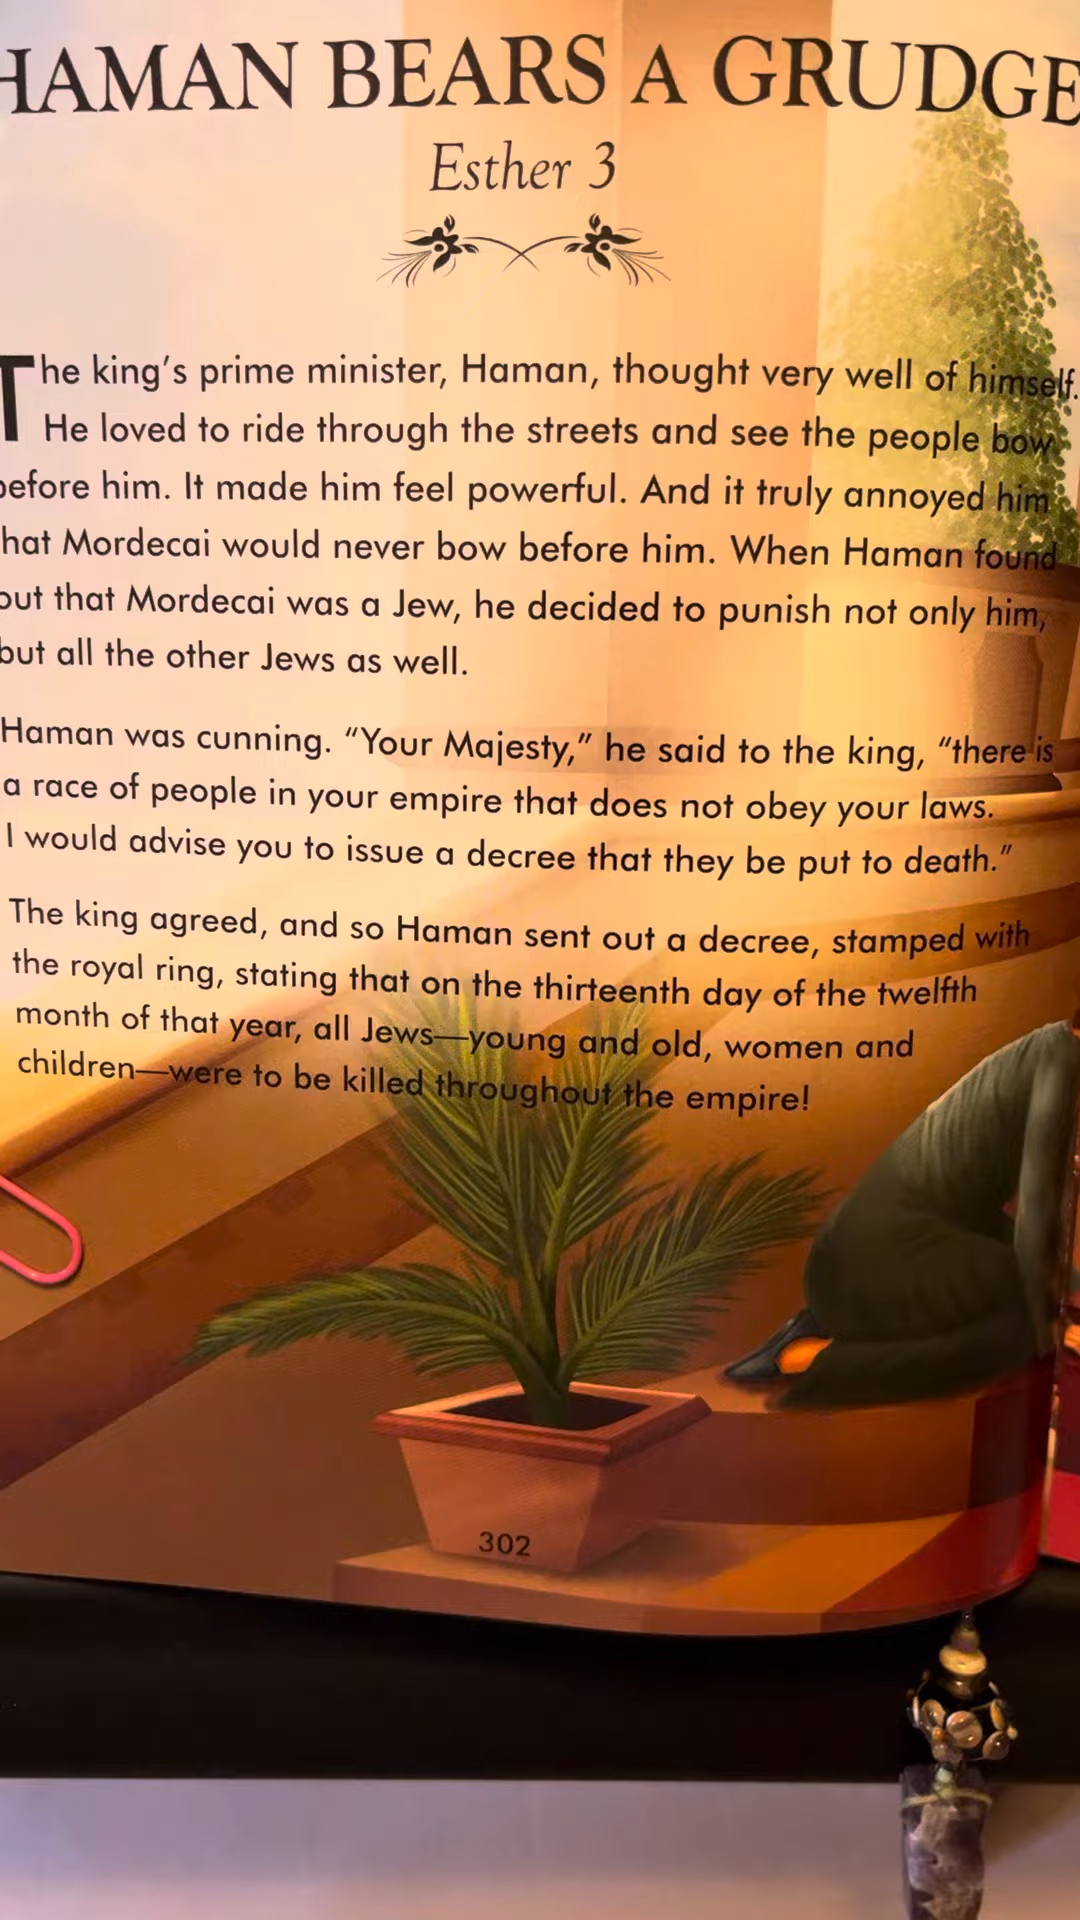 HAMAN BEARS A GRUDGE
Esther 3
The king's prime minister, Haman, thought very well of himself.
He loved to ride through the streets and see the people bow
before him. It made him feel powerful. And it truly annoyed him
that Mordecai would never bow before him. When Haman found
out that Mordecai was a Jew, he decided to punish not only him,
but all the other Jews as well.
Haman was cunning. “Your Majesty,” he said to the king, “there is
a race of people in your empire that does not obey your laws.
I would advise you to issue a decree that they be put to death.”
The king agreed, and so Haman sent out a decree, stamped with
the royal ring, stating that on the thirteenth day of the twelfth
month of that year, all Jews—young and old, women and
children—were to be killed throughout the empire!
302